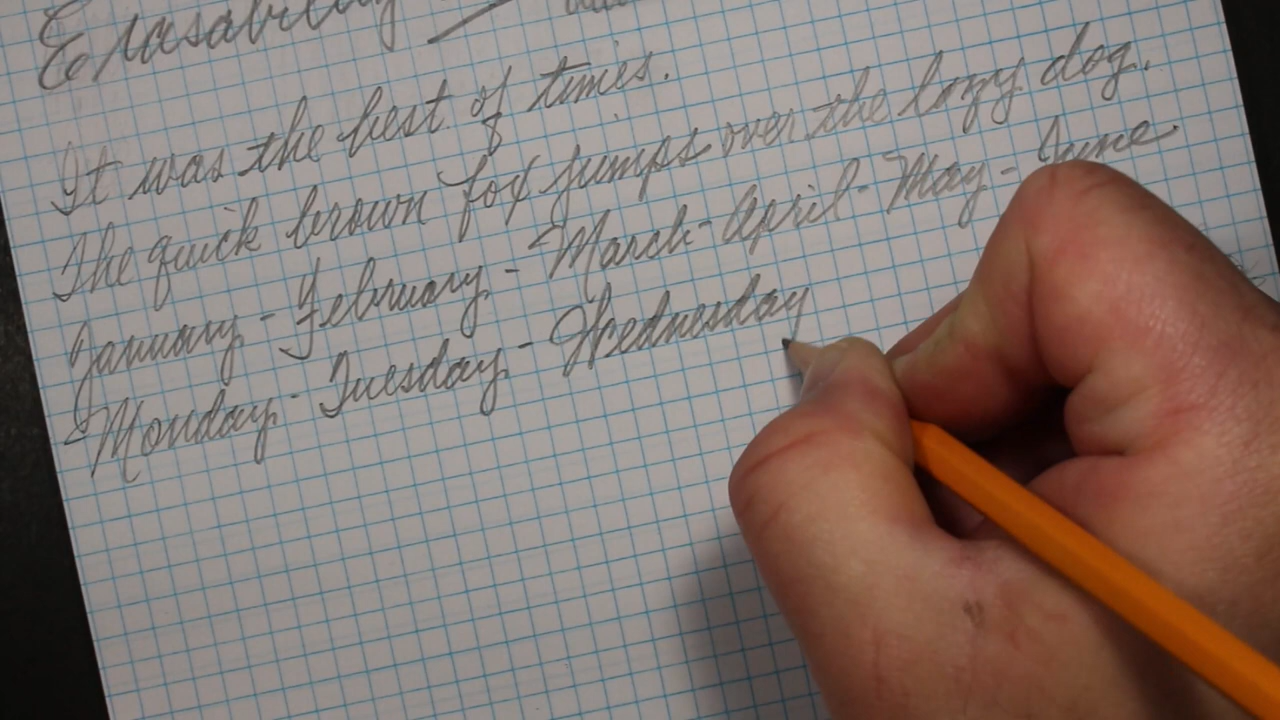 Erasability
It was the best of times.
The quick brown fox jumps over the lazy dog.
January - February - March - April - May - June
Monday - Tuesday - Wednesday